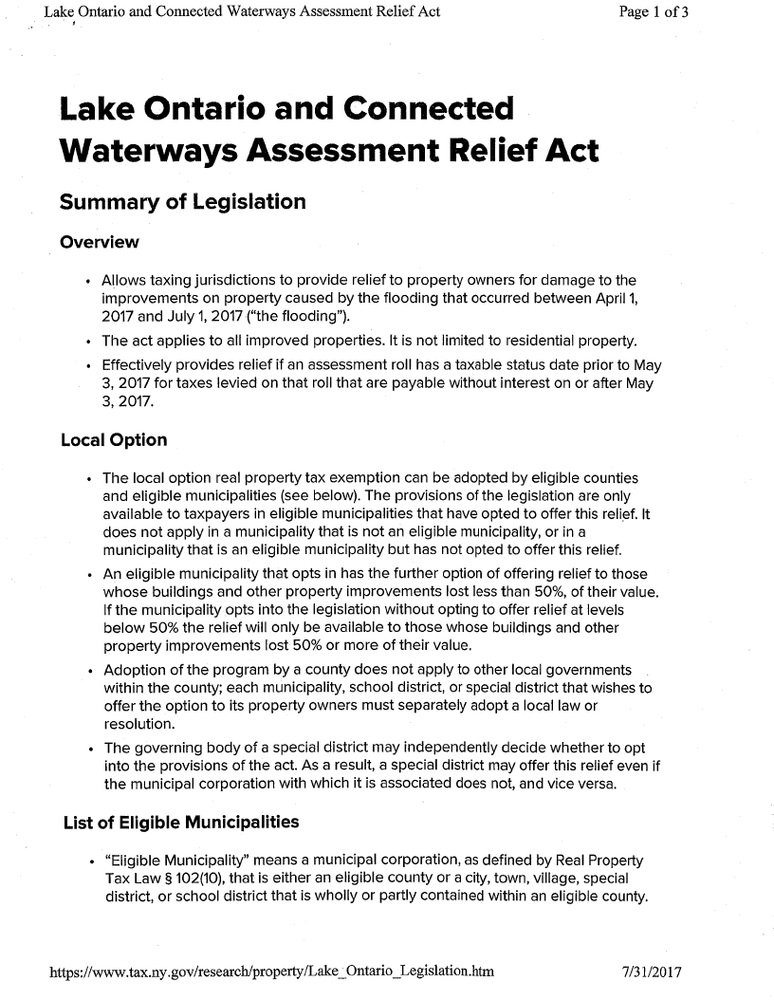 Lake Ontario and Connected Waterways Assessment Relief Act Page 1 of 3
Lake Ontario and Connected
Waterways Assessment Relief Act
Summary of Legislation
Overview
• Allows taxing jurisdictions to provide relief to property owners for damage to the
improvements on property caused by the flooding that occurred between April 1,
2017 and July 1, 2017 (“the flooding”).
• The act applies to all improved properties. It is not limited to residential property.
• Effectively provides relief if an assessment roll has a taxable status date prior to May
3, 2017 for taxes levied on that roll that are payable without interest on or after May
3, 2017.
Local Option
• The local option real property tax exemption can be adopted by eligible counties
and eligible municipalities (see below). The provisions of the legislation are only
available to taxpayers in eligible municipalities that have opted to offer this relief. It
does not apply in a municipality that is not an eligible municipality, or in a
municipality that is an eligible municipality but has not opted to offer this relief.
• An eligible municipality that opts in has the further option of offering relief to those
whose buildings and other property improvements lost less than 50%, of their value.
If the municipality opts into the legislation without opting to offer relief at levels
below 50% the relief will only be available to those whose buildings and other
property improvements lost 50% or more of their value.
• Adoption of the program by a county does not apply to other local governments
within the county; each municipality, school district, or special district that wishes to
offer the option to its property owners must separately adopt a local law or
resolution.
• The governing body of a special district may independently decide whether to opt
into the provisions of the act. As a result, a special district may offer this relief even if
the municipal corporation with which it is associated does not, and vice versa.
List of Eligible Municipalities
• “Eligible Municipality” means a municipal corporation, as defined by Real Property
Tax Law § 102(10), that is either an eligible county or a city, town, village, special
district, or school district that is wholly or partly contained within an eligible county.
https://www.tax.ny.gov/research/property/Lake_Ontario_Legislation.htm 7/31/2017